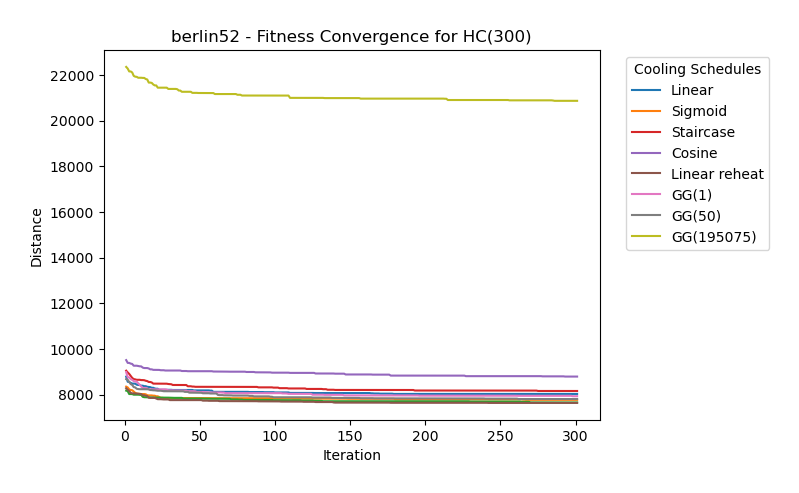 berlin52 - Fitness Convergence for HC(300)
Distance
22000
20000
18000
16000
14000
12000
10000
8000
0 50 100 150 200 250 300
Iteration
Cooling Schedules
Linear
Sigmoid
Staircase
Cosine
Linear reheat
GG(1)
GG(50)
GG(195075)